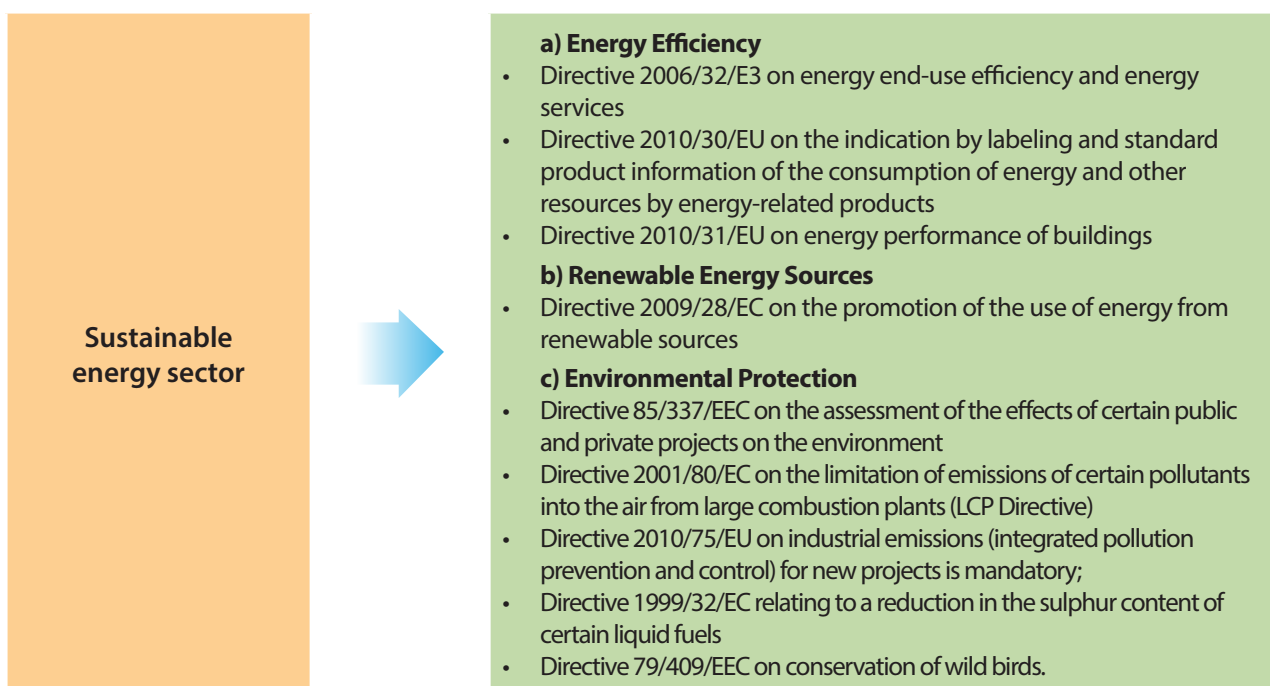 Sustainable
energy sector
a) Energy Efficiency
• Directive 2006/32/E3 on energy end-use efficiency and energy
services
• Directive 2010/30/EU on the indication by labeling and standard
product information of the consumption of energy and other
resources by energy-related products
• Directive 2010/31/EU on energy performance of buildings
b) Renewable Energy Sources
• Directive 2009/28/EC on the promotion of the use of energy from
renewable sources
c) Environmental Protection
• Directive 85/337/EEC on the assessment of the effects of certain public
and private projects on the environment
• Directive 2001/80/EC on the limitation of emissions of certain pollutants
into the air from large combustion plants (LCP Directive)
• Directive 2010/75/EU on industrial emissions (integrated pollution
prevention and control) for new projects is mandatory;
• Directive 1999/32/EC relating to a reduction in the sulphur content of
certain liquid fuels
• Directive 79/409/EEC on conservation of wild birds.